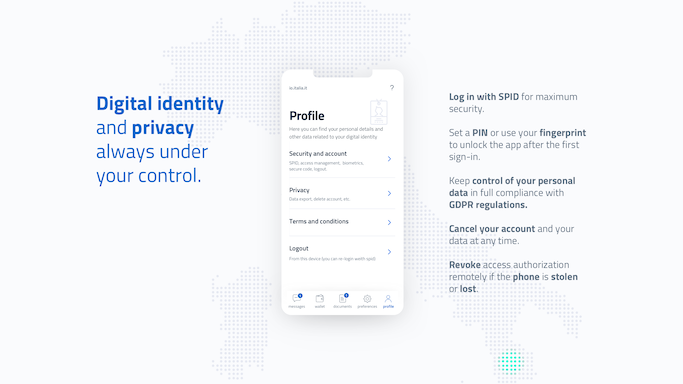 Digital identity
and privacy
always under
your control.
io.italia.it
?
Profile
Here you can find your personal details and
other data related to your digital identity
Security and account
SPID, access management, biometrics,
secure code, logout.
Privacy
Data export, delete account, etc.
Terms and conditions
Logout
From this device (you can re-login weith spid)
messages
wallet
documents
preferences
profile
Log in with SPID for maximum
security.
Set a PIN or use your fingerprint
to unlock the app after the first
sign-in.
Keep control of your personal
data in full compliance with
GDPR regulations.
Cancel your account and your
data at any time.
Revoke access authorization
remotely if the phone is stolen
or lost.